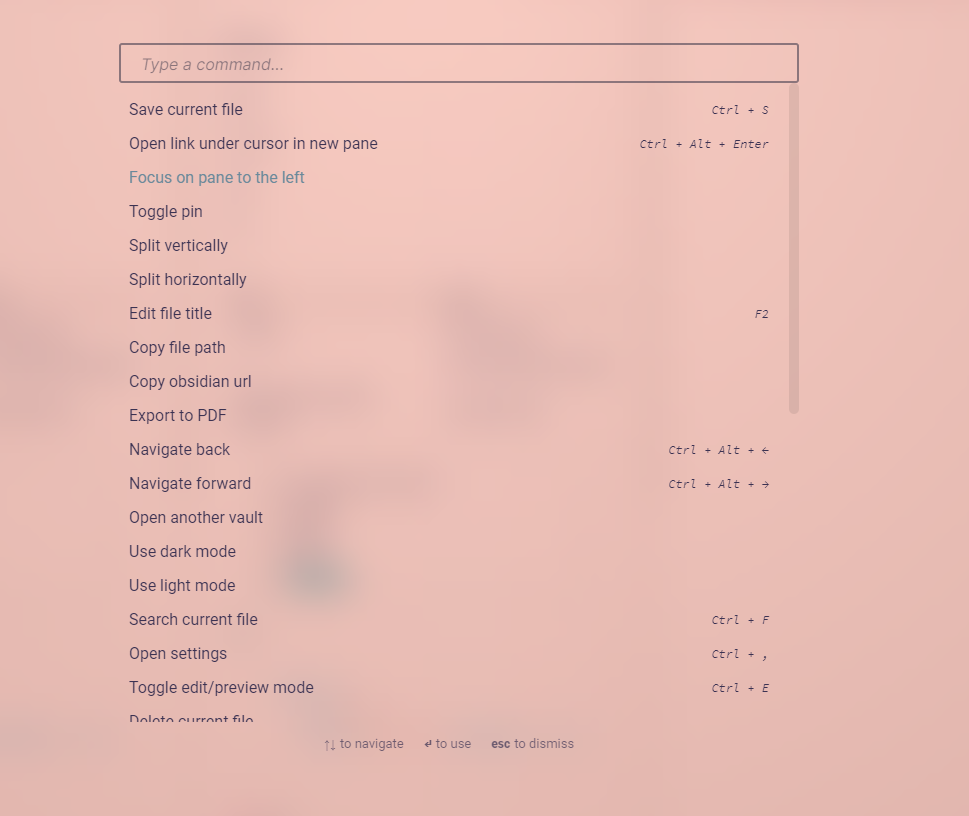 Type a command...
Save current file Ctrl + S
Open link under cursor in new pane Ctrl + Alt + Enter
Focus on pane to the left
Toggle pin
Split vertically
Split horizontally
Edit file title F2
Copy file path
Copy obsidian url
Export to PDF
Navigate back Ctrl + Alt + ←
Navigate forward Ctrl + Alt + →
Open another vault
Use dark mode
Use light mode
Search current file Ctrl + F
Open settings Ctrl + ,
Toggle edit/preview mode Ctrl + E
Delete current file
↑↓ to navigate ↵ to use esc to dismiss